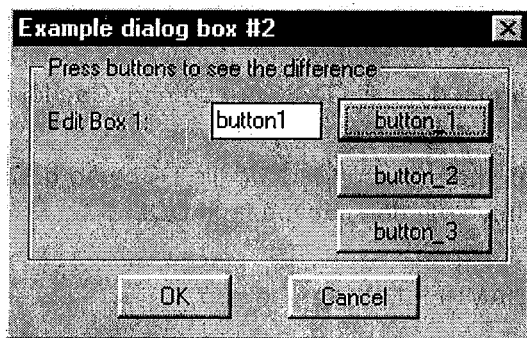 Example dialog box #2
Press buttons to see the difference
Edit Box 1: button1 button_1
button_2
button_3
OK Cancel